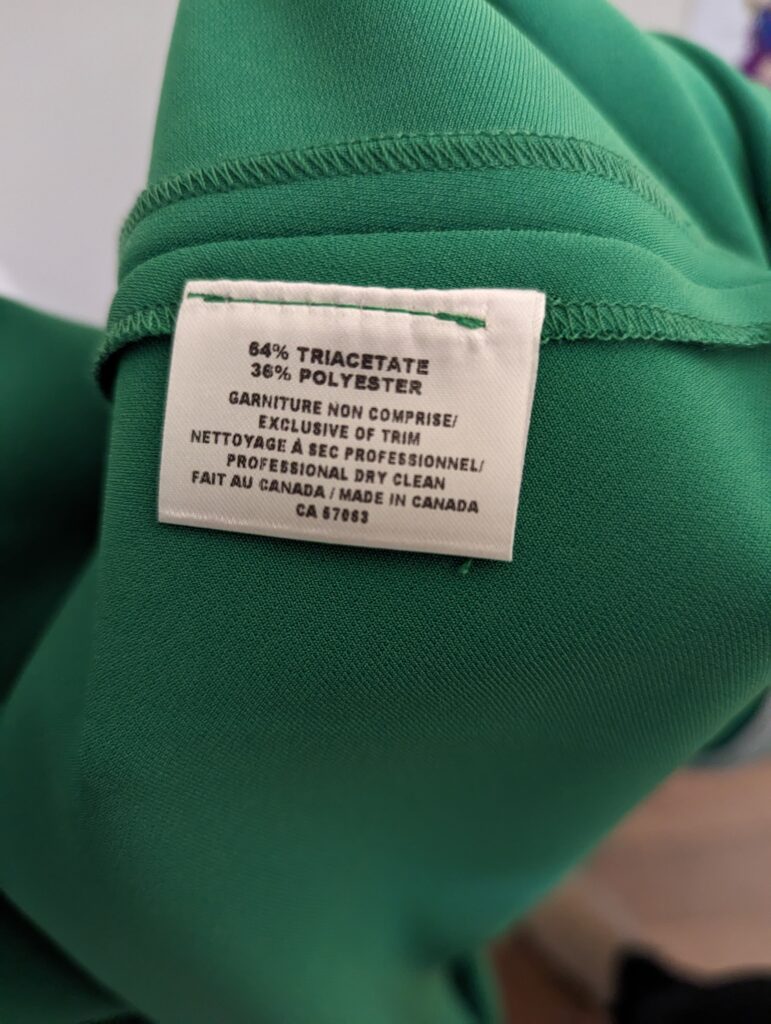 64% TRIACETATE
36% POLYESTER
GARNITURE NON COMPRISE/
EXCLUSIVE OF TRIM
NETTOYAGE À SEC PROFESSIONNEL/
PROFESSIONAL DRY CLEAN
FAIT AU CANADA / MADE IN CANADA
CA 57063